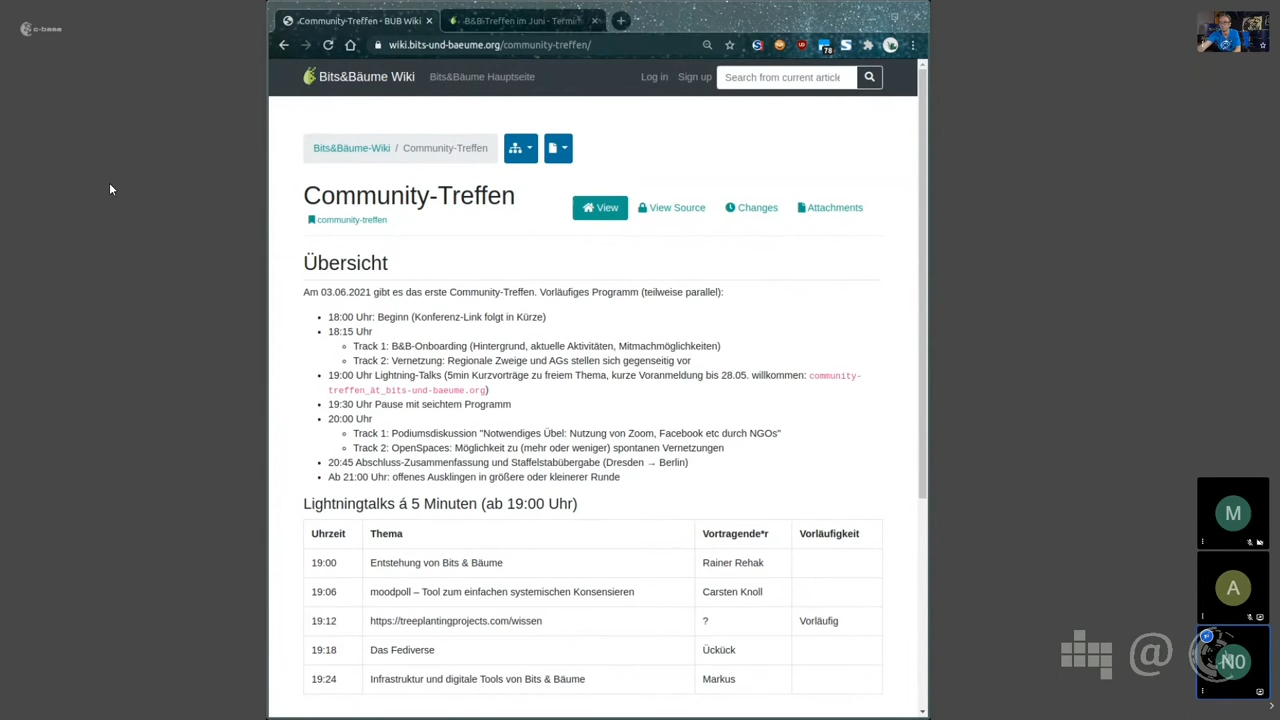 Community-Treffen - BUB Wiki
B&B-Treffen im Juni - Termin
c-base
wiki.bits-und-baeume.org/community-treffen/
78
Bits&Bäume Wiki
Bits&Bäume Hauptseite
Log in
Sign up
Search from current article
Bits&Bäume-Wiki / Community-Treffen
Community-Treffen
View
View Source
Changes
Attachments
community-treffen
Übersicht
Am 03.06.2021 gibt es das erste Community-Treffen. Vorläufiges Programm (teilweise parallel):
18:00 Uhr: Beginn (Konferenz-Link folgt in Kürze)
18:15 Uhr
Track 1: B&B-Onboarding (Hintergrund, aktuelle Aktivitäten, Mitmachmöglichkeiten)
Track 2: Vernetzung: Regionale Zweige und AGs stellen sich gegenseitig vor
19:00 Uhr Lightning-Talks (5min Kurzvorträge zu freiem Thema, kurze Voranmeldung bis 28.05. willkommen: community-
treffen_ät_bits-und-baeume.org)
19:30 Uhr Pause mit seichtem Programm
20:00 Uhr
Track 1: Podiumsdiskussion "Notwendiges Übel: Nutzung von Zoom, Facebook etc durch NGOs"
Track 2: OpenSpaces: Möglichkeit zu (mehr oder weniger) spontanen Vernetzungen
20:45 Abschluss-Zusammenfassung und Staffelstabübergabe (Dresden → Berlin)
Ab 21:00 Uhr: offenes Ausklingen in größere oder kleinerer Runde
Lightningtalks á 5 Minuten (ab 19:00 Uhr)
Uhrzeit Thema Vortragende*r Vorläufigkeit
19:00 Entstehung von Bits & Bäume Rainer Rehak
19:06 moodpoll – Tool zum einfachen systemischen Konsensieren Carsten Knoll
19:12 https://treeplantingprojects.com/wissen ? Vorläufig
19:18 Das Fediverse Ückück
19:24 Infrastruktur und digitale Tools von Bits & Bäume Markus
M
A
N0
@